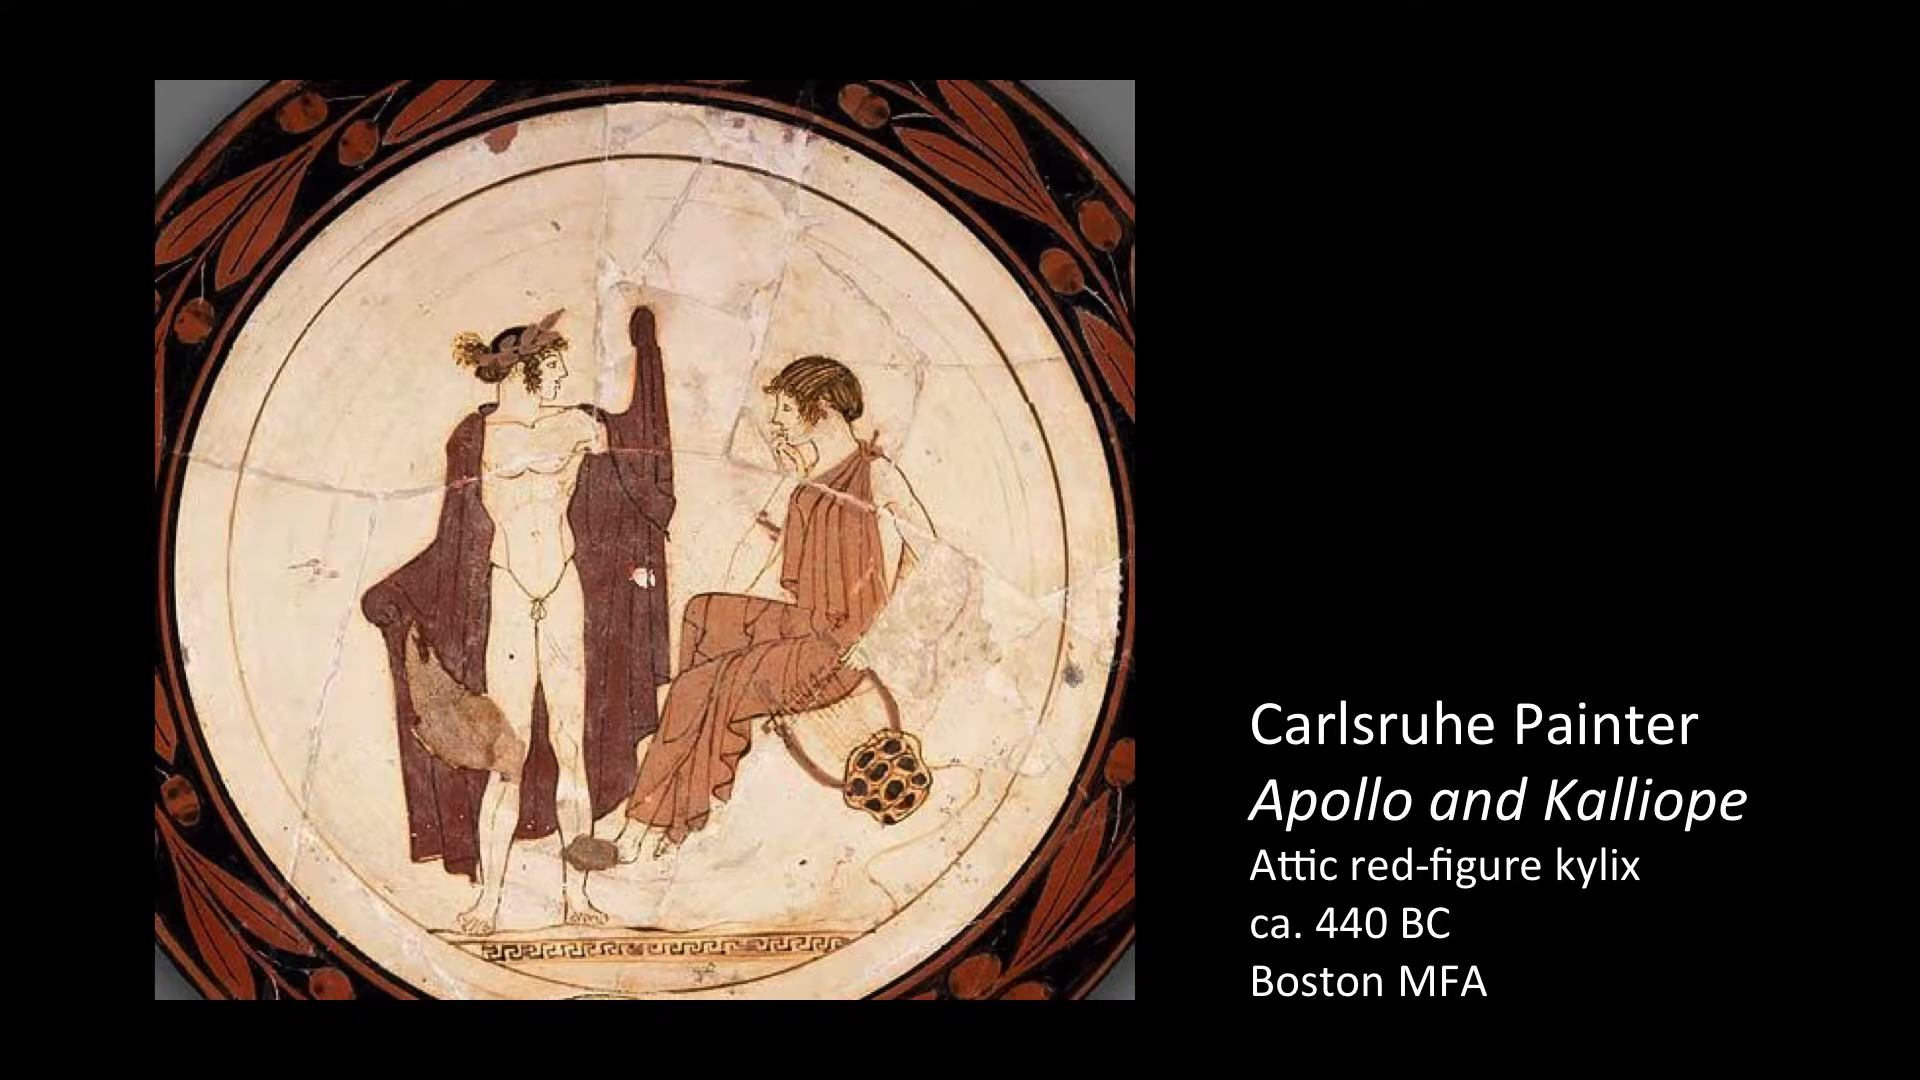 Carlsruhe Painter
Apollo and Kalliope
Attic red-figure kylix
ca. 440 BC
Boston MFA